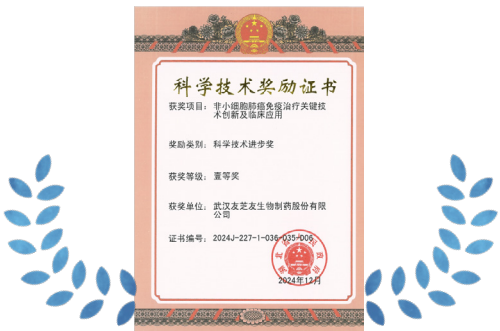 科学技术奖励证书
获奖项目：非小细胞肺癌免疫治疗关键技
术创新及临床应用
奖励类别：科学技术进步奖
获奖等级：壹等奖
获奖单位：武汉友芝友生物制药股份有限
公司
证书编号：2024J-227-1-036-035-D06
2024年12月